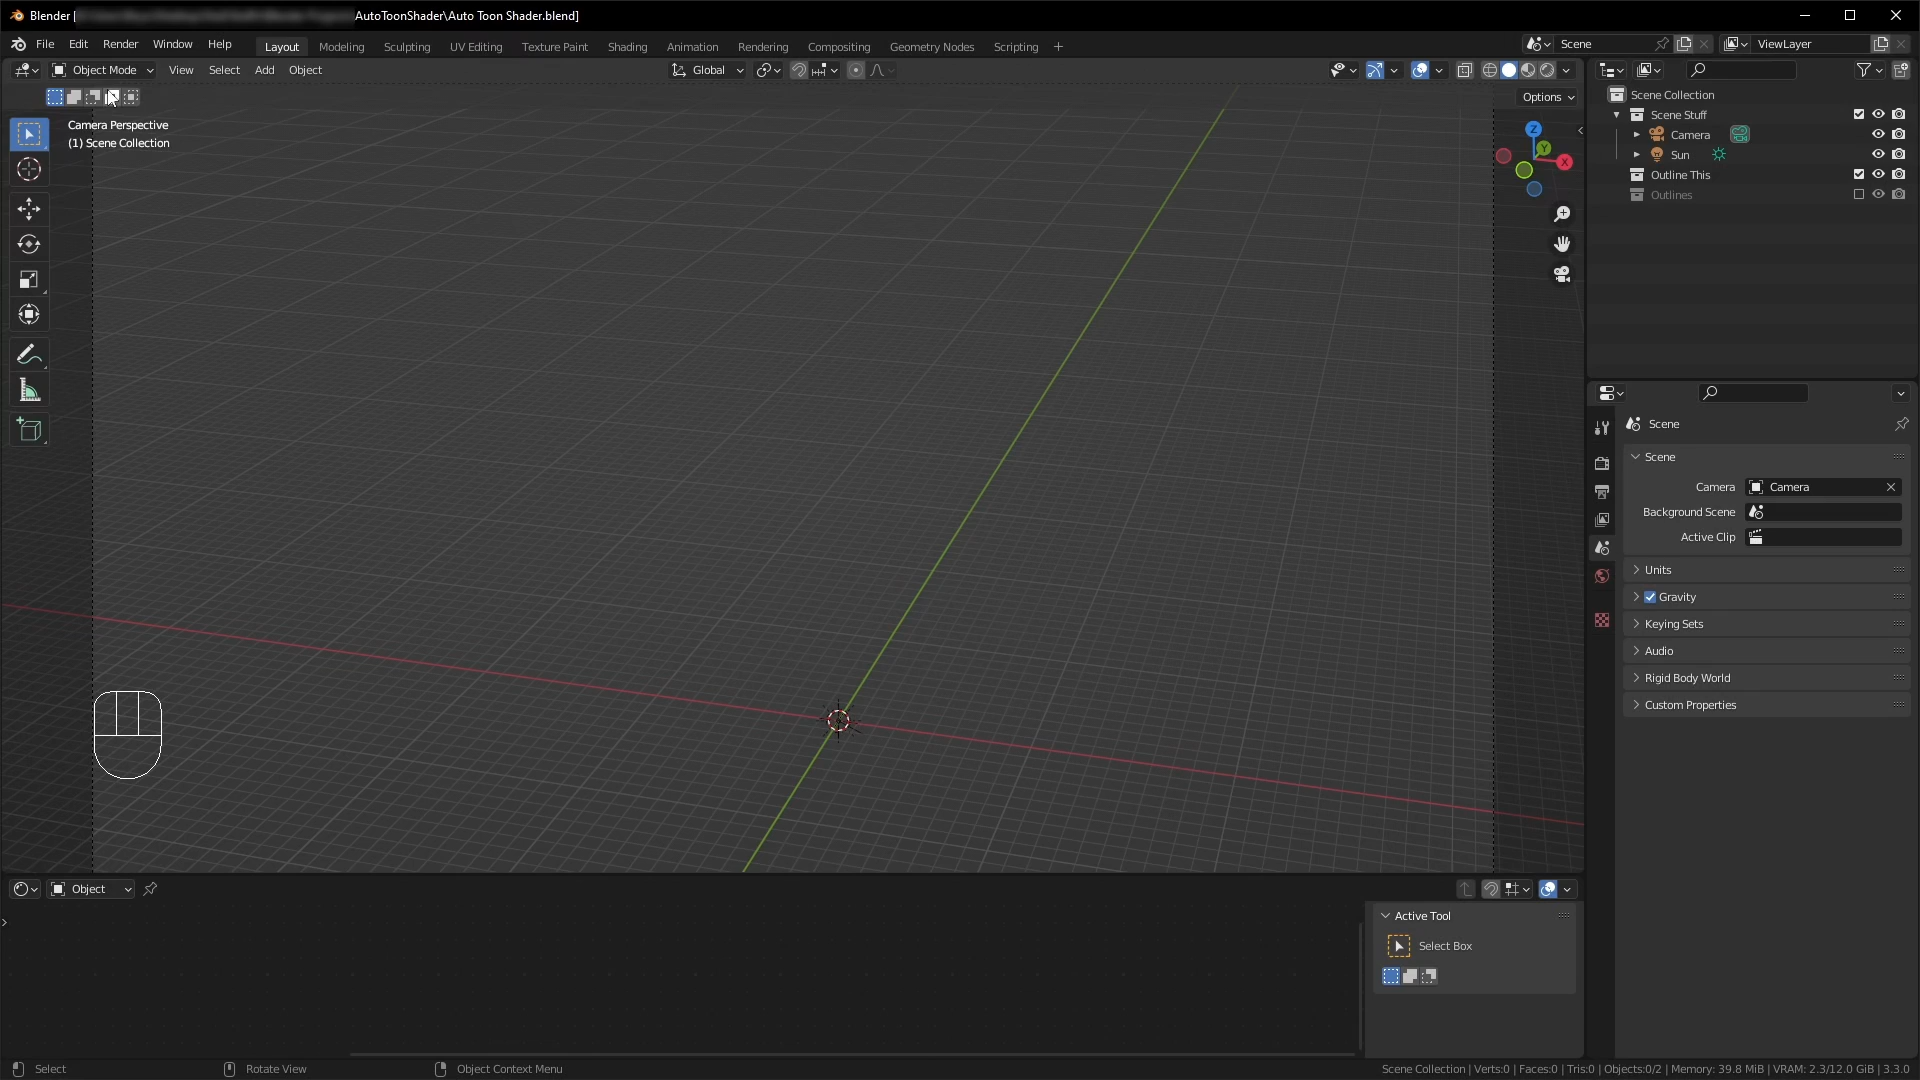 Blender [ AutoToonShader\Auto Toon Shader.blend]
File Edit Render Window Help Layout Modeling Sculpting UV Editing Texture Paint Shading Animation Rendering Compositing Geometry Nodes Scripting + Scene ViewLayer
Object Mode View Select Add Object Global
Options
Camera Perspective
(1) Scene Collection
Z
Y
X
Scene Collection
Scene Stuff
Camera
Sun
Outline This
Outlines
Scene
Scene
Camera Camera
Background Scene
Active Clip
Units
Gravity
Keying Sets
Audio
Rigid Body World
Custom Properties
Object
Active Tool
Select Box
Select Rotate View Object Context Menu Scene Collection | Verts:0 | Faces:0 | Tris:0 | Objects:0/2 | Memory: 39.8 MiB | VRAM: 2.3/12.0 GiB | 3.3.0